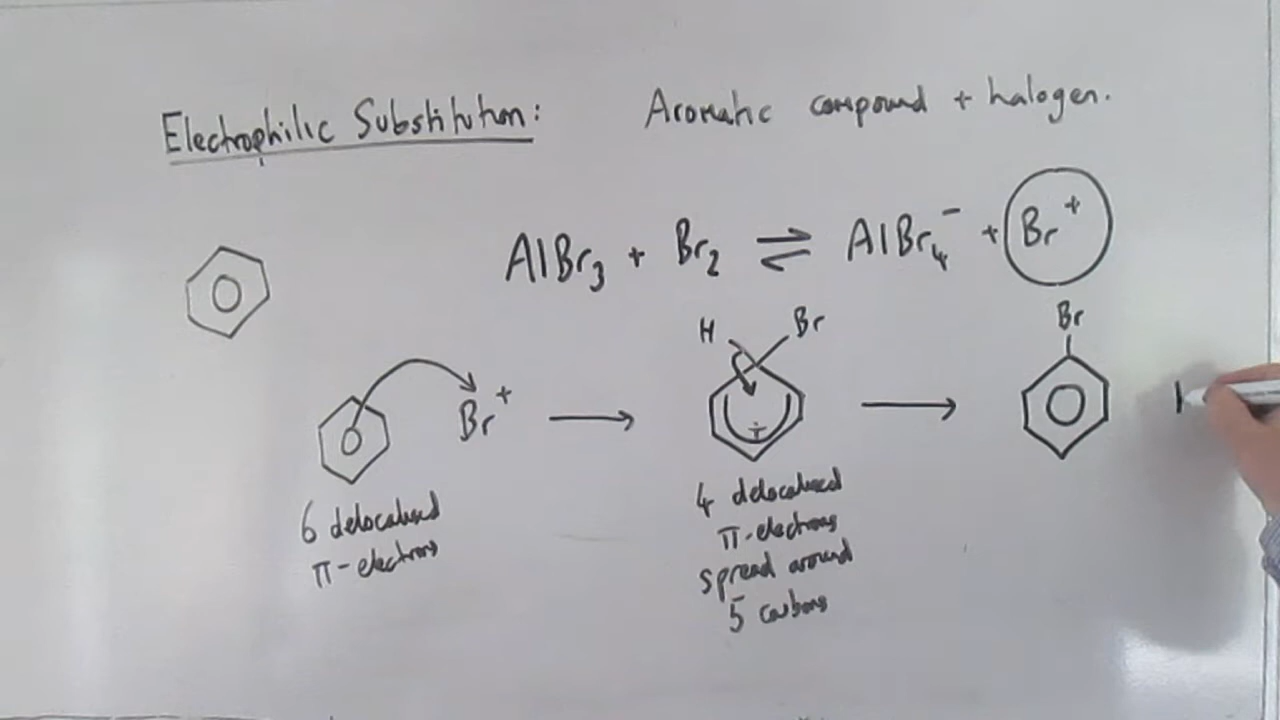 Electrophilic Substitution: Aromatic compound + halogen.
AlBr3 + Br2 ⇌ AlBr4⁻ + Br⁺
H Br
Br
Br⁺ →
+
→
6 delocalised
π-electrons
4 delocalised
π-electrons
spread around
5 carbons